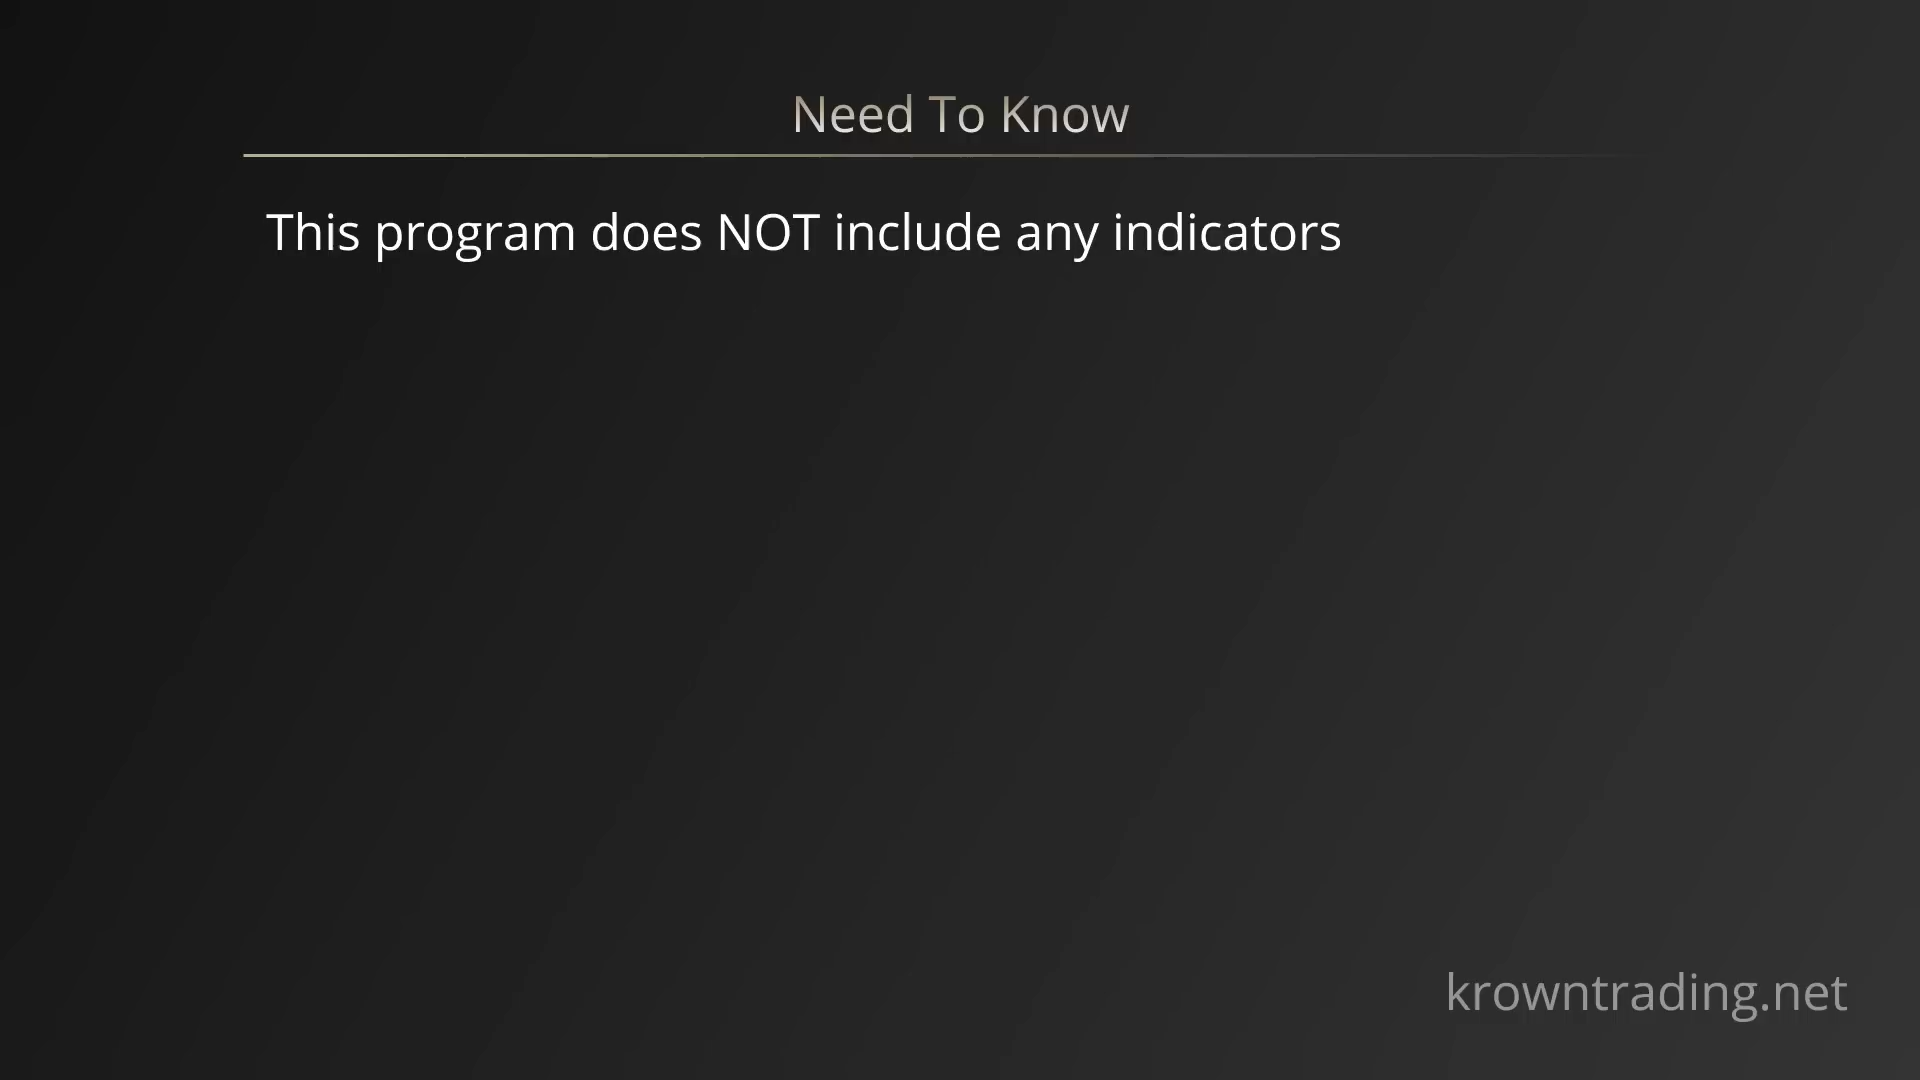 Need To Know
This program does NOT include any indicators
krowntrading.net